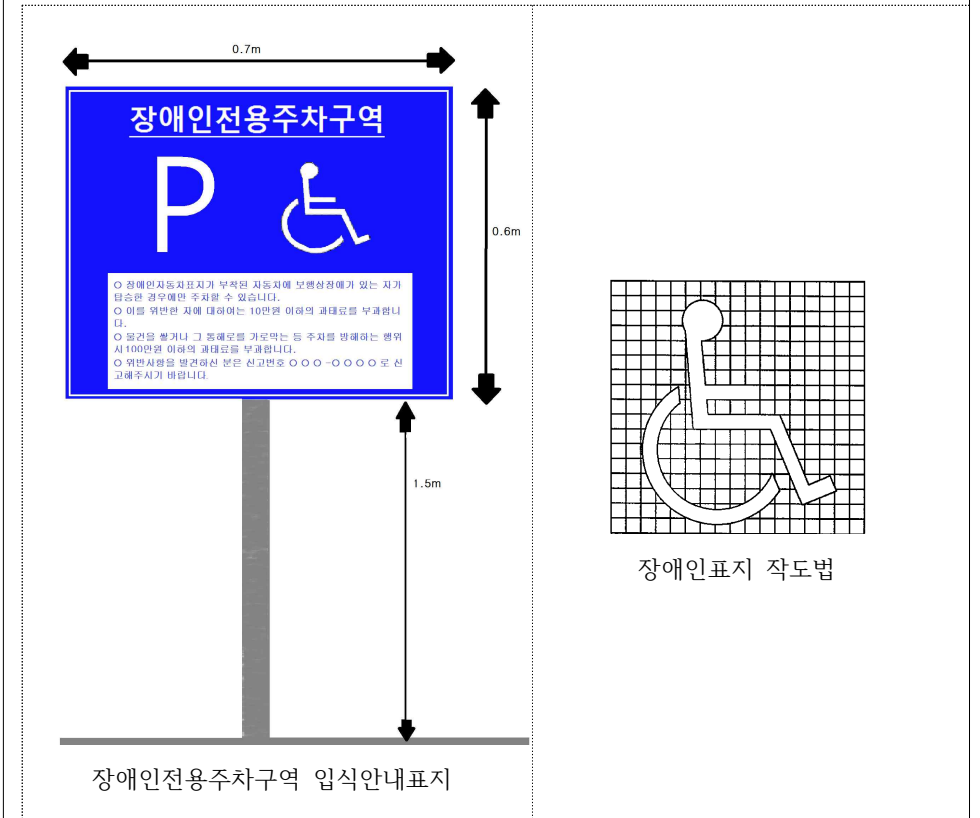 0.7m
장애인전용주차구역
P
O 장애인자동차표지가 부착된 자동차에 보행상장애가 있는 자가
탑승한 경우에만 주차할 수 있습니다.
O 이를 위반한 자에 대하여는 10만원 이하의 과태료를 부과합니
다.
O 물건을 쌓거나 그 통해로를 가로막는 등 주차를 방해하는 행위
시100만원 이하의 과태료를 부과합니다.
O 위반사항을 발견하신 분은 신고번호 O O O -O O O O 로 신
고해주시기 바랍니다.
0.6m
1.5m
장애인전용주차구역 입식안내표지
장애인표지 작도법